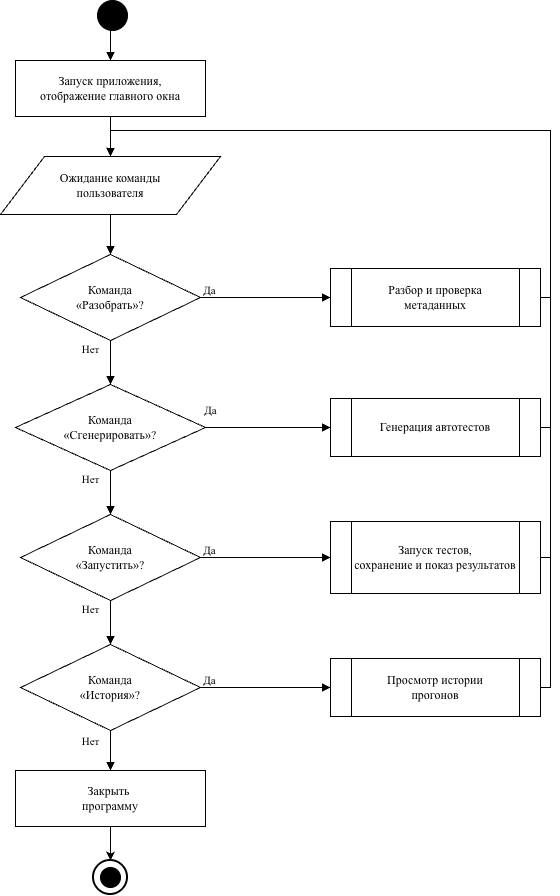 Запуск приложения,
отображение главного окна
Ожидание команды
пользователя
Команда
«Разобрать»?
Да
Разбор и проверка
метаданных
Нет
Команда
«Сгенерировать»?
Да
Генерация автотестов
Нет
Команда
«Запустить»?
Да
Запуск тестов,
сохранение и показ результатов
Нет
Команда
«История»?
Да
Просмотр истории
прогонов
Нет
Закрыть
программу